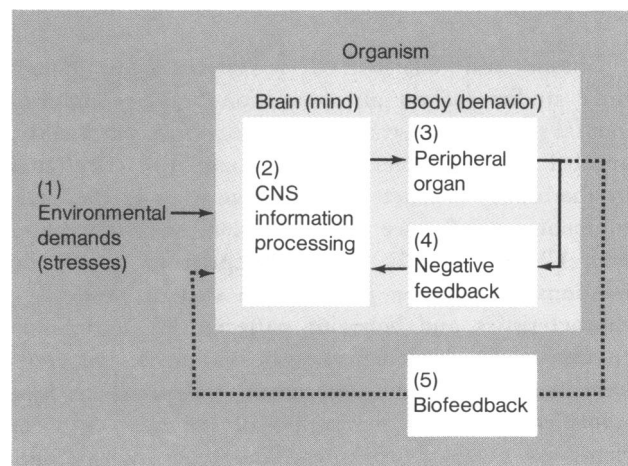 Organism
Brain (mind)
Body (behavior)
(1)
Environmental
demands
(stresses)
(2)
CNS
information
processing
(3)
Peripheral
organ
(4)
Negative
feedback
(5)
Biofeedback